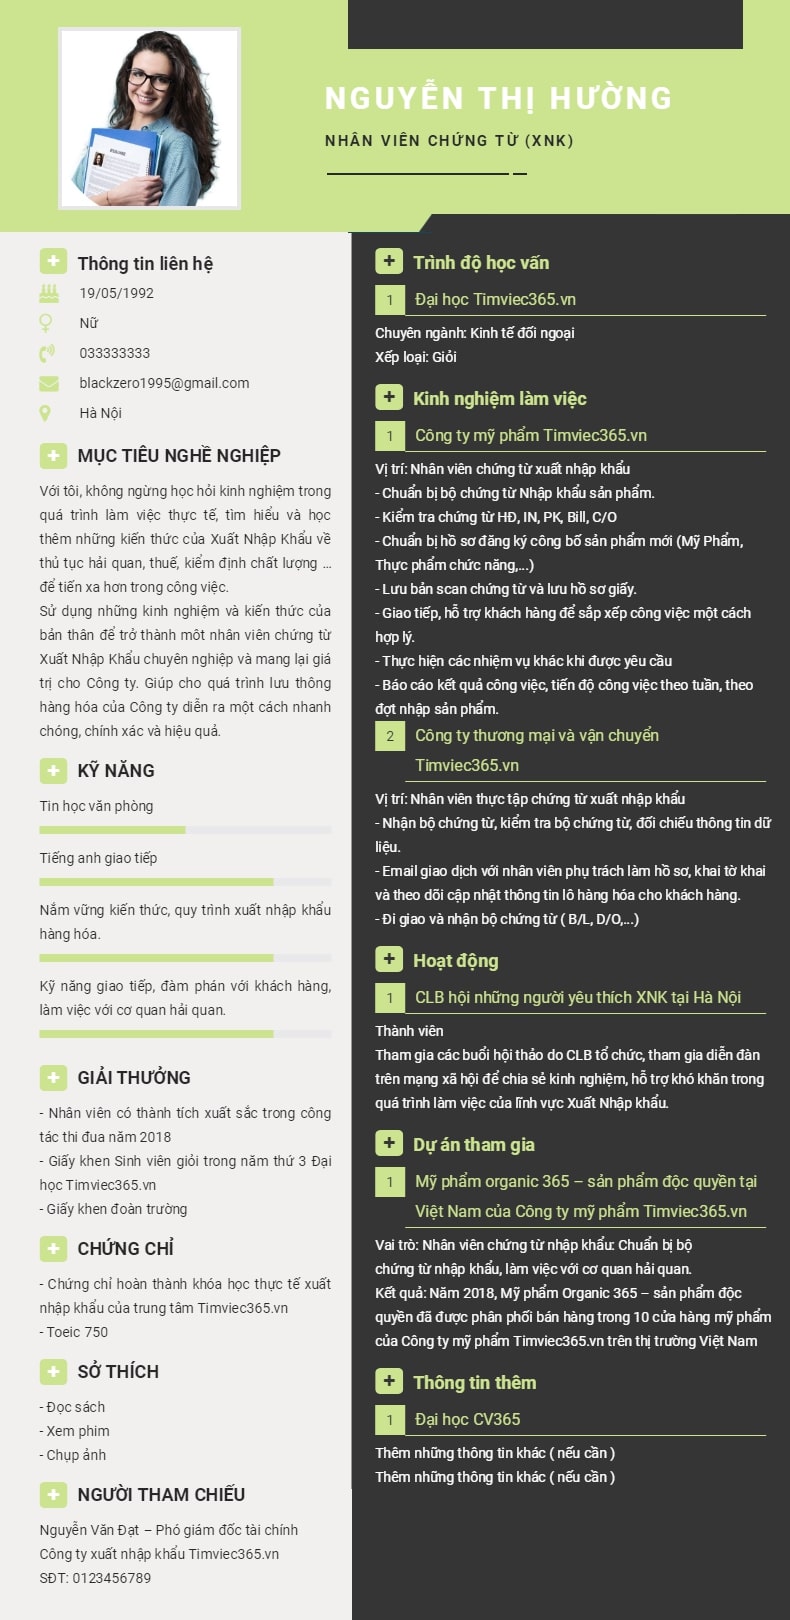 NGUYỄN THỊ HƯỜNG
NHÂN VIÊN CHỨNG TỪ (XNK)
Thông tin liên hệ
19/05/1992
Nữ
033333333
blackzero1995@gmail.com
Hà Nội
MỤC TIÊU NGHỀ NGHIỆP
Với tôi, không ngừng học hỏi kinh nghiệm trong
quá trình làm việc thực tế, tìm hiểu và học
thêm những kiến thức của Xuất Nhập Khẩu về
thủ tục hải quan, thuế, kiểm định chất lượng ...
để tiến xa hơn trong công việc.
Sử dụng những kinh nghiệm và kiến thức của
bản thân để trở thành môt nhân viên chứng từ
Xuất Nhập Khẩu chuyên nghiệp và mang lại giá
trị cho Công ty. Giúp cho quá trình lưu thông
hàng hóa của Công ty diễn ra một cách nhanh
chóng, chính xác và hiệu quả.
KỸ NĂNG
Tin học văn phòng
Tiếng anh giao tiếp
Nắm vững kiến thức, quy trình xuất nhập khẩu
hàng hóa.
Kỹ năng giao tiếp, đàm phán với khách hàng,
làm việc với cơ quan hải quan.
GIẢI THƯỞNG
- Nhân viên có thành tích xuất sắc trong công
tác thi đua năm 2018
- Giấy khen Sinh viên giỏi trong năm thứ 3 Đại
học Timviec365.vn
- Giấy khen đoàn trường
CHỨNG CHỈ
- Chứng chỉ hoàn thành khóa học thực tế xuất
nhập khẩu của trung tâm Timviec365.vn
- Toeic 750
SỞ THÍCH
- Đọc sách
- Xem phim
- Chụp ảnh
NGƯỜI THAM CHIẾU
Nguyễn Văn Đạt – Phó giám đốc tài chính
Công ty xuất nhập khẩu Timviec365.vn
SĐT: 0123456789
Trình độ học vấn
1 Đại học Timviec365.vn
Chuyên ngành: Kinh tế đối ngoại
Xếp loại: Giỏi
Kinh nghiệm làm việc
1 Công ty mỹ phẩm Timviec365.vn
Vị trí: Nhân viên chứng từ xuất nhập khẩu
- Chuẩn bị bộ chứng từ Nhập khẩu sản phẩm.
- Kiểm tra chứng từ HĐ, IN, PK, Bill, C/O
- Chuẩn bị hồ sơ đăng ký công bố sản phẩm mới (Mỹ Phẩm,
Thực phẩm chức năng,...)
- Lưu bản scan chứng từ và lưu hồ sơ giấy.
- Giao tiếp, hỗ trợ khách hàng để sắp xếp công việc một cách
hợp lý.
- Thực hiện các nhiệm vụ khác khi được yêu cầu
- Báo cáo kết quả công việc, tiến độ công việc theo tuần, theo
đợt nhập sản phẩm.
2 Công ty thương mại và vận chuyển
Timviec365.vn
Vị trí: Nhân viên thực tập chứng từ xuất nhập khẩu
- Nhận bộ chứng từ, kiểm tra bộ chứng từ, đối chiếu thông tin dữ
liệu.
- Email giao dịch với nhân viên phụ trách làm hồ sơ, khai tờ khai
và theo dõi cập nhật thông tin lô hàng hóa cho khách hàng.
- Đi giao và nhận bộ chứng từ ( B/L, D/O,...)
Hoạt động
1 CLB hội những người yêu thích XNK tại Hà Nội
Thành viên
Tham gia các buổi hội thảo do CLB tổ chức, tham gia diễn đàn
trên mạng xã hội để chia sẻ kinh nghiệm, hỗ trợ khó khăn trong
quá trình làm việc của lĩnh vực Xuất Nhập khẩu.
Dự án tham gia
1 Mỹ phẩm organic 365 – sản phẩm độc quyền tại
Việt Nam của Công ty mỹ phẩm Timviec365.vn
Vai trò: Nhân viên chứng từ nhập khẩu: Chuẩn bị bộ
chứng từ nhập khẩu, làm việc với cơ quan hải quan.
Kết quả: Năm 2018, Mỹ phẩm Organic 365 – sản phẩm độc
quyền đã được phân phối bán hàng trong 10 cửa hàng mỹ phẩm
của Công ty mỹ phẩm Timviec365.vn trên thị trường Việt Nam
Thông tin thêm
1 Đại học CV365
Thêm những thông tin khác ( nếu cần )
Thêm những thông tin khác ( nếu cần )